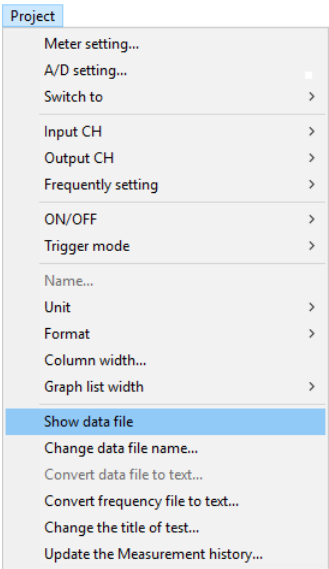 Project
Meter setting...
A/D setting...
Switch to
Input CH
Output CH
Frequently setting
ON/OFF
Trigger mode
Name...
Unit
Format
Column width...
Graph list width
Show data file
Change data file name...
Convert data file to text...
Convert frequency file to text...
Change the title of test...
Update the Measurement history...